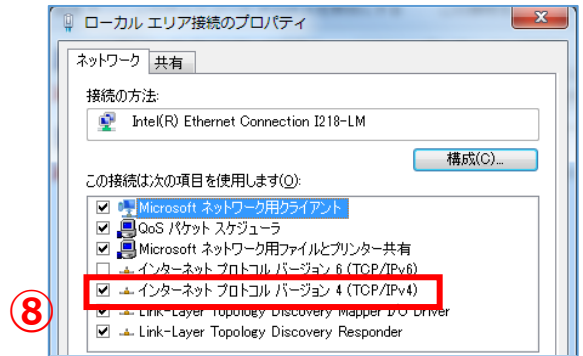 ローカル エリア接続のプロパティ
ネットワーク 共有
接続の方法:
Intel(R) Ethernet Connection I218-LM
構成(C)...
この接続は次の項目を使用します(O):
Microsoft ネットワーク用クライアント
QoS パケット スケジューラ
Microsoft ネットワーク用ファイルとプリンター共有
インターネット プロトコル バージョン 6 (TCP/IPv6)
インターネット プロトコル バージョン 4 (TCP/IPv4)
⑧
Link-Layer Topology Discovery Mapper I/O Driver
Link-Layer Topology Discovery Responder